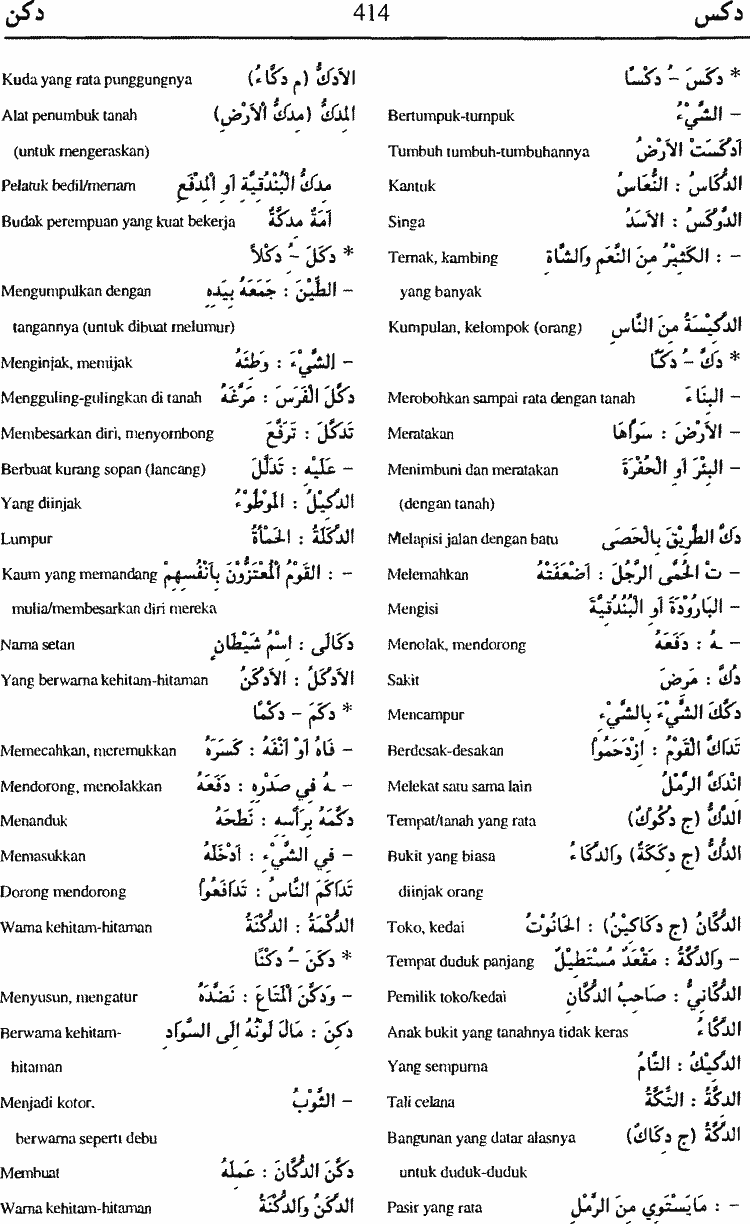 دكس 414 دكن
* دَكَسَ – ُ دَكْسًا
– الشَّيْءُ Bertumpuk-tumpuk
اَدْكَسَتْ الاَرْضُ Tumbuh tumbuh-tumbuhannya
الدُّكَاسُ : النُّعَاسُ Kantuk
الدَّوْكَسُ : الاَسَدُ Singa
– : الكَثِيْرُ مِنَ النَّعَمِ وَالشَّاةِ Ternak, kambing
yang banyak
الدَّكِيْسَةُ مِنَ النَّاسِ Kumpulan, kelompok (orang)
* دَكَّ – ُ دَكًّا
– البِنَاءَ Merobohkan sampai rata dengan tanah
– الاَرْضَ : سَوَّاهَا Meratakan
– البِئْرَ اَوِ الْحُفْرَةَ Menimbuni dan meratakan
(dengan tanah)
دَكَّ الطَّرِيْقَ بِالْحَصَى Melapisi jalan dengan batu
– تْ الحُمَّى الرَّجُلَ : اَضْعَفَتْهُ Melemahkan
– البَارُوْدَةَ اَوِ الْبُنْدُقِيَّةَ Mengisi
– ـهُ : دَفَعَهُ Menolak, mendorong
دُكَّ : مَرِضَ Sakit
دَكَّكَ الشَّيْءَ بِالشَّيْءِ Mencampur
تَدَاكَّ الْقَوْمُ : ازْدَحَمُوْا Berdesak-desakan
انْدَكَّ الرَّمْلُ Melekat satu sama lain
الدَّكُّ (ج دُكُوْكٌ) Tempat/tanah yang rata
الدُّكُّ (ج دِكَكَةٌ) وَالدَّكَّاءُ Bukit yang biasa
diinjak orang
الدُّكَّانُ (ج دَكَاكِيْنُ) : الحَانُوْتُ Toko, kedai
– وَالدَّكَّةُ : مَقْعَدٌ مُسْتَطِيْلٌ Tempat duduk panjang
الدُّكَّانِيُّ : صَاحِبُ الدُّكَّانِ Pemilik toko/kedai
الدَّكَّاءُ Anak bukit yang tanahnya tidak keras
الدَّكِيْكُ : التَّامُّ Yang sempurna
الدِّكَّةُ : التِّكَّةُ Tali celana
الدَّكَّةُ (ج دِكَاكٌ) Bangunan yang datar alasnya
untuk duduk-duduk
– : مَايَسْتَوِي مِنَ الرَّمْلِ Pasir yang rata
الاَدَكُّ (م دَكَّاءُ) Kuda yang rata punggungnya
المِدَكُّ (مِدَكُّ الْاَرْضِ) Alat penumbuk tanah
(untuk mengeraskan)
مِدَكُّ الْبُنْدُقِيَّةِ اَوِ الْمِدْفَعِ Pelatuk bedil/meriam
اَمَةٌ مِدَكَّةٌ Budak perempuan yang kuat bekerja
* دَكَلَ – ُ دَكْلاً
– الطِّيْنَ : جَمَعَهُ بِيَدِهِ Mengumpulkan dengan
tangannya (untuk dibuat melumur)
– الشَّيْءَ : وَطِئَهُ Menginjak, memijak
دَكَّلَ الْفَرَسَ : مَرَّغَهُ Mengguling-gulingkan di tanah
تَدَكَّلَ : تَرَفَّعَ Membesarkan diri, menyombong
– عَلَيْهِ : تَدَلَّلَ Berbuat kurang sopan (lancang)
الدَّكِيْلُ : المَوْطُوْءُ Yang diinjak
الدَّكَلَةُ : الحَمْأَةُ Lumpur
– : القَوْمُ الْمُعْتَزُّوْنَ بِاَنْفُسِهِمْ Kaum yang memandang
mulia/membesarkan diri mereka
دَكَالَى : اسْمُ شَيْطَانٍ Nama setan
الاَدْكَلُ : الاَدْكَنُ Yang berwarna kehitam-hitaman
* دَكَمَ – دَكْمًا
– فَاهُ اَوْ اَنْفَهُ : كَسَرَهُ Memecahkan, meremukkan
– ـهُ فِي صَدْرِهِ : دَفَعَهُ Mendorong, menolakkan
دَكَمَهُ بِرَأْسِهِ : نَطَحَهُ Menanduk
– فِي الشَّيْءِ : اَدْخَلَهُ Memasukkan
تَدَاكَمَ النَّاسُ : تَدَافَعُوْا Dorong mendorong
الدُّكْمَةُ : الدُّكْنَةُ Warna kehitam-hitaman
* دَكَنَ – ُ دَكْنًا
– وَدَكَّنَ الْمَتَاعَ : نَضَّدَهُ Menyusun, mengatur
دَكِنَ : مَالَ لَوْنُهُ اِلَى السَّوَادِ Berwarna kehitam-
hitaman
– الثَّوْبُ Menjadi kotor,
berwarna seperti debu
دَكَّنَ الدُّكَّانَ : عَمِلَهُ Membuat
الدَّكَنُ وَالدُّكْنَةُ Warna kehitam-hitaman